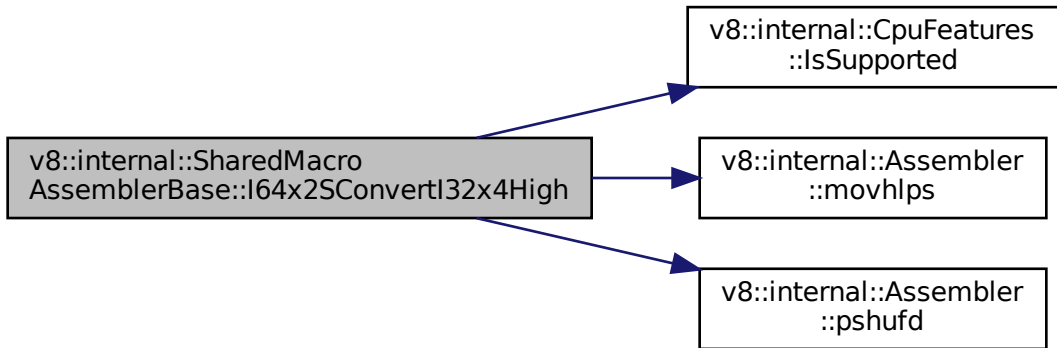 v8::internal::CpuFeatures
::IsSupported
v8::internal::SharedMacro
AssemblerBase::I64x2SConvertI32x4High
v8::internal::Assembler
::movhlps
v8::internal::Assembler
::pshufd